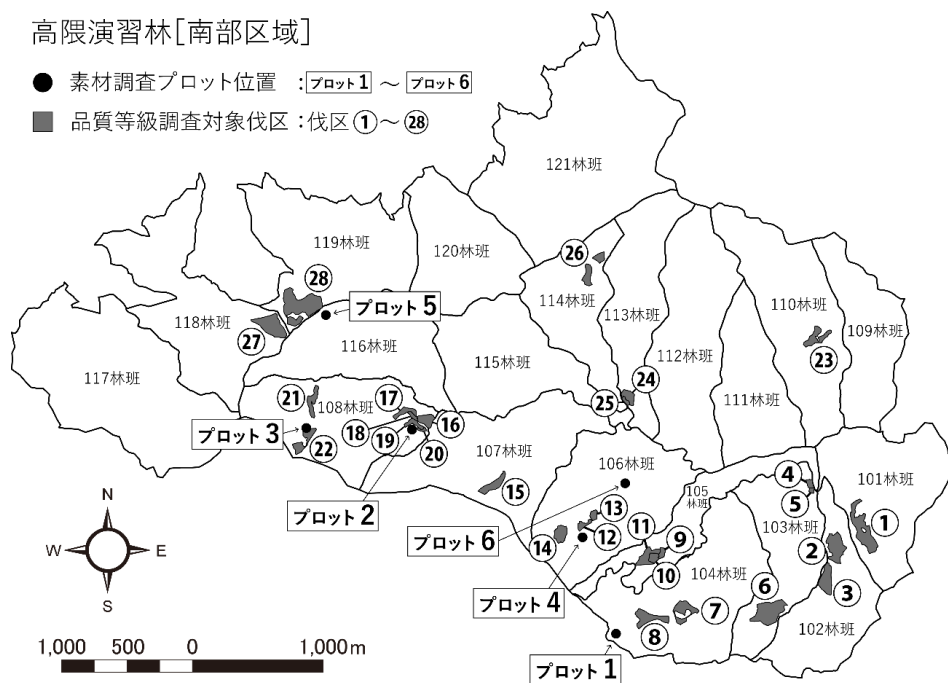 高隈演習林[南部区域]
● 素材調査プロット位置 : プロット1 ～ プロット6
■ 品質等級調査対象伐区 : 伐区①～㉘
121林班
119林班
120林班
㉖
㉘
114林班
110林班
プロット5
113林班
109林班
118林班
㉗
116林班
115林班
112林班
㉓
117林班
㉔
㉑
⑰
111林班
108林班
㉕
⑯
プロット3
⑱
⑲
⑳
㉒
107林班
106林班
④
101林班
105林班
⑮
⑤
プロット2
⑬
103林班
①
⑪
⑨
②
プロット6
⑭
⑫
⑩
104林班
⑥
③
プロット4
⑦
102林班
⑧
プロット1
N
W
E
S
1,000
500
0
1,000m